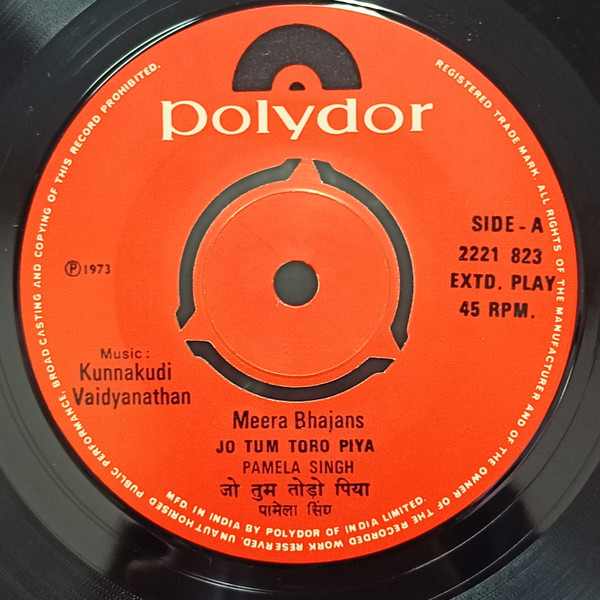 polydor
SIDE - A
2221 823
EXTD. PLAY
45 RPM.
℗ 1973
Music :
Kunnakudi
Vaidyanathan
Meera Bhajans
JO TUM TORO PIYA
PAMELA SINGH
जो तुम तोड़ो पिया
पामेला सिंघ
MFD. IN INDIA BY POLYDOR OF INDIA LIMITED.
REGISTERED TRADE MARK. ALL RIGHTS OF THE MANUFACTURER AND OF THE OWNER OF THE RECORDED WORK RESERVED. UNAUTHORISED PUBLIC PERFORMANCE, BROADCASTING AND COPYING OF THIS RECORD PROHIBITED.